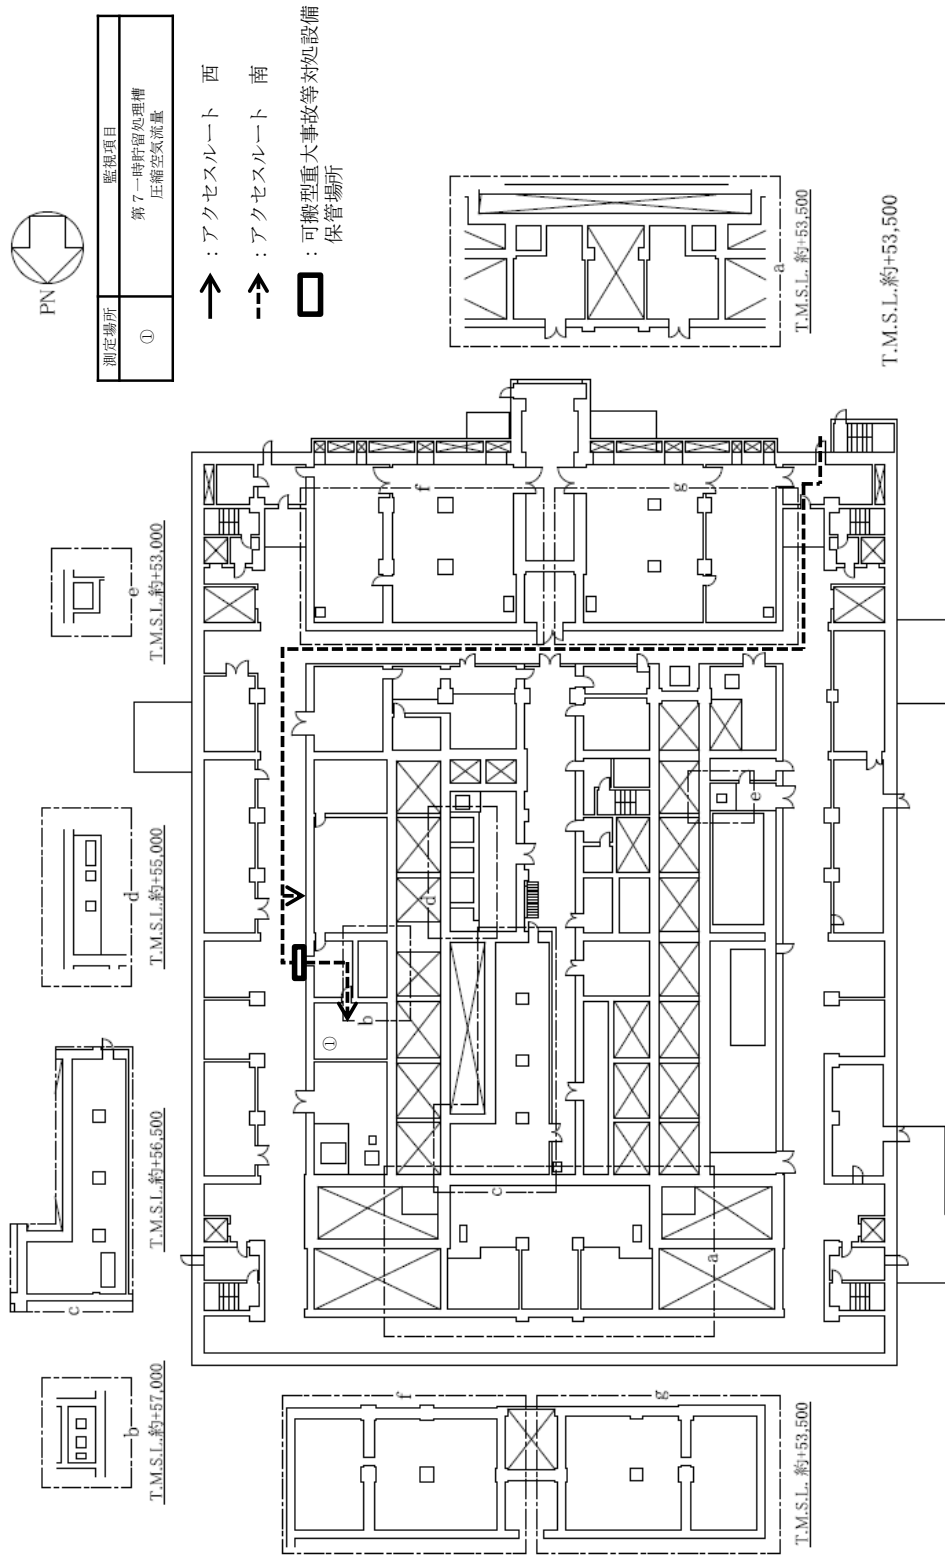 PN
測定場所 監視項目
① 第7一時貯留処理槽
圧縮空気流量
：アクセスルート 西
：アクセスルート 南
：可搬型重大事故等対処設備
保管場所
b
T.M.S.L.約+57,000
c
T.M.S.L.約+56,500
d
T.M.S.L.約+55,000
e
T.M.S.L.約+53,000
f
g
T.M.S.L. 約+53,500
a
T.M.S.L. 約+53,500
①
b
c
d
e
f
g
a
T.M.S.L.約+53,500